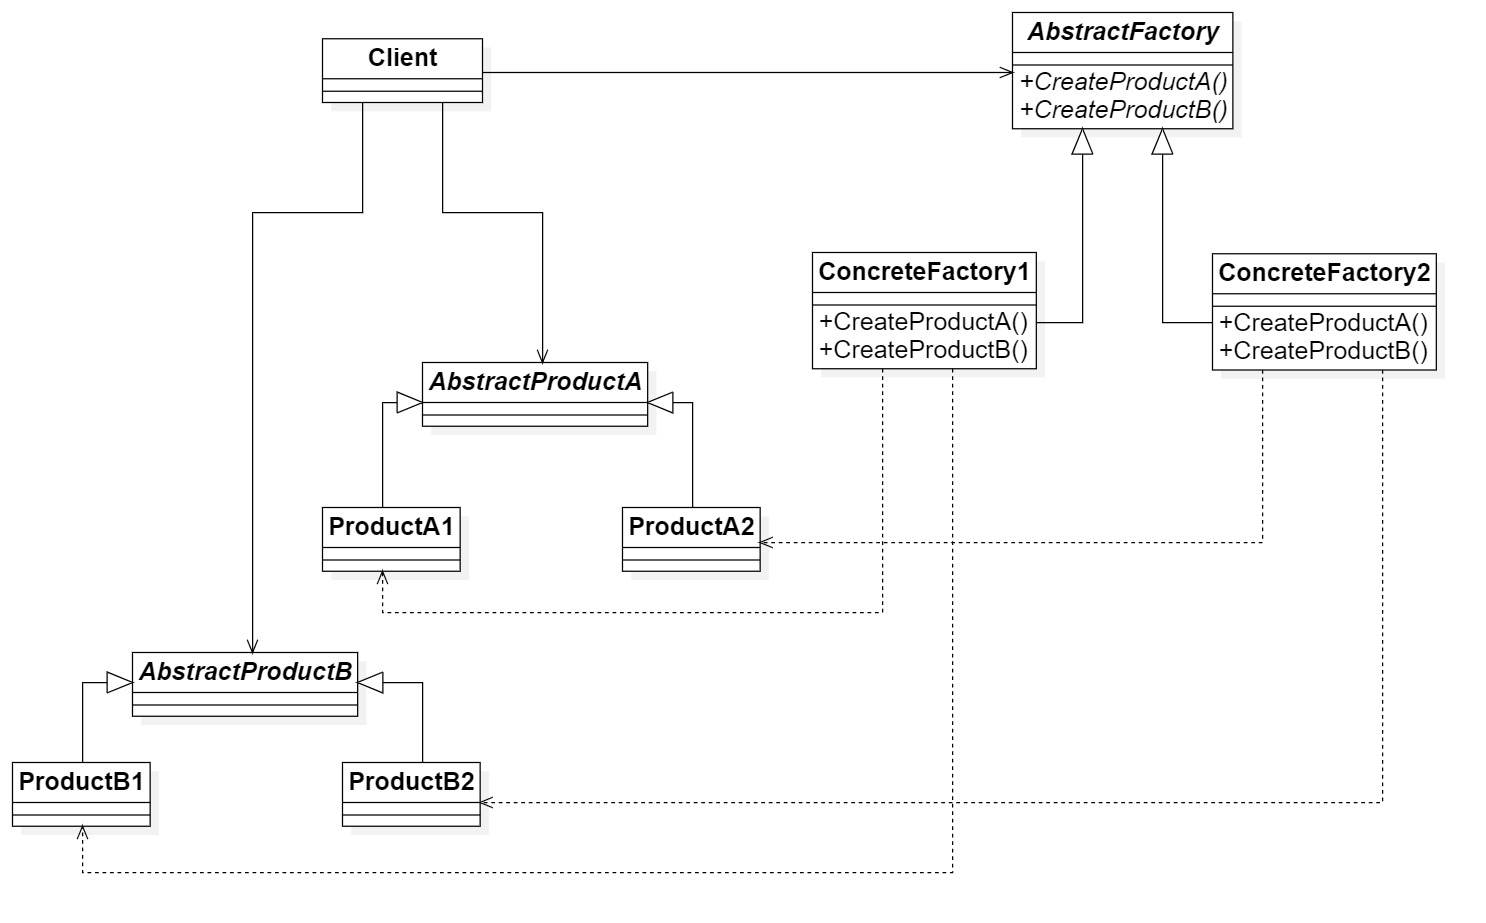 Client
AbstractFactory
+CreateProductA()
+CreateProductB()
ConcreteFactory1
+CreateProductA()
+CreateProductB()
ConcreteFactory2
+CreateProductA()
+CreateProductB()
AbstractProductA
ProductA1
ProductA2
AbstractProductB
ProductB1
ProductB2